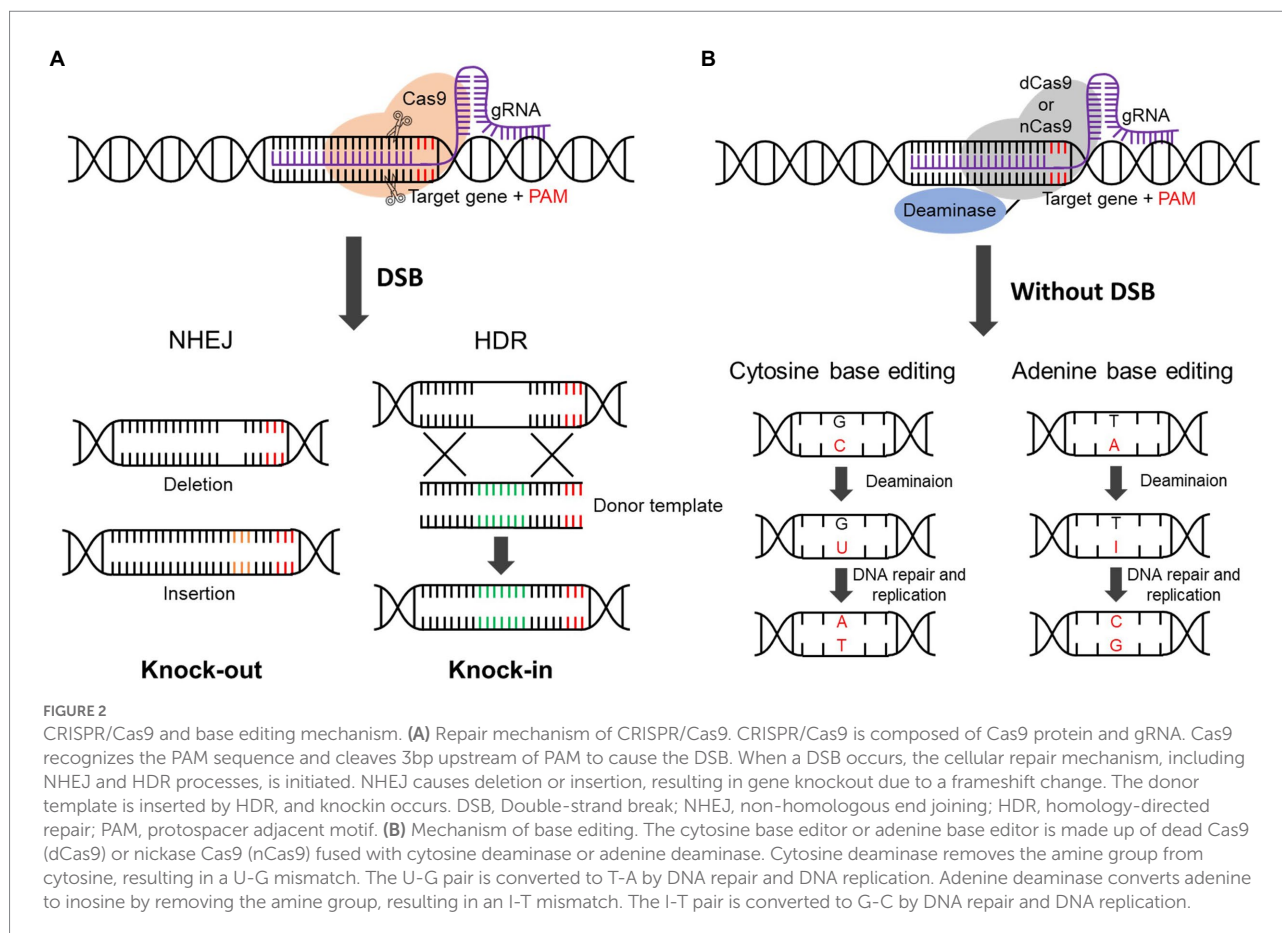 A
Cas9
gRNA
Target gene + PAM
DSB
NHEJ
HDR
Deletion
Donor template
Insertion
Knock-out
Knock-in
B
dCas9
or
nCas9
gRNA
Deaminase
Target gene + PAM
Without DSB
Cytosine base editing
Adenine base editing
G
C
Deaminaion
G
U
DNA repair and
replication
A
T
T
A
Deaminaion
T
I
DNA repair and
replication
C
G
FIGURE 2
CRISPR/Cas9 and base editing mechanism. (A) Repair mechanism of CRISPR/Cas9. CRISPR/Cas9 is composed of Cas9 protein and gRNA. Cas9
recognizes the PAM sequence and cleaves 3bp upstream of PAM to cause the DSB. When a DSB occurs, the cellular repair mechanism, including
NHEJ and HDR processes, is initiated. NHEJ causes deletion or insertion, resulting in gene knockout due to a frameshift change. The donor
template is inserted by HDR, and knockin occurs. DSB, Double-strand break; NHEJ, non-homologous end joining; HDR, homology-directed
repair; PAM, protospacer adjacent motif. (B) Mechanism of base editing. The cytosine base editor or adenine base editor is made up of dead Cas9
(dCas9) or nickase Cas9 (nCas9) fused with cytosine deaminase or adenine deaminase. Cytosine deaminase removes the amine group from
cytosine, resulting in a U-G mismatch. The U-G pair is converted to T-A by DNA repair and DNA replication. Adenine deaminase converts adenine
to inosine by removing the amine group, resulting in an I-T mismatch. The I-T pair is converted to G-C by DNA repair and DNA replication.